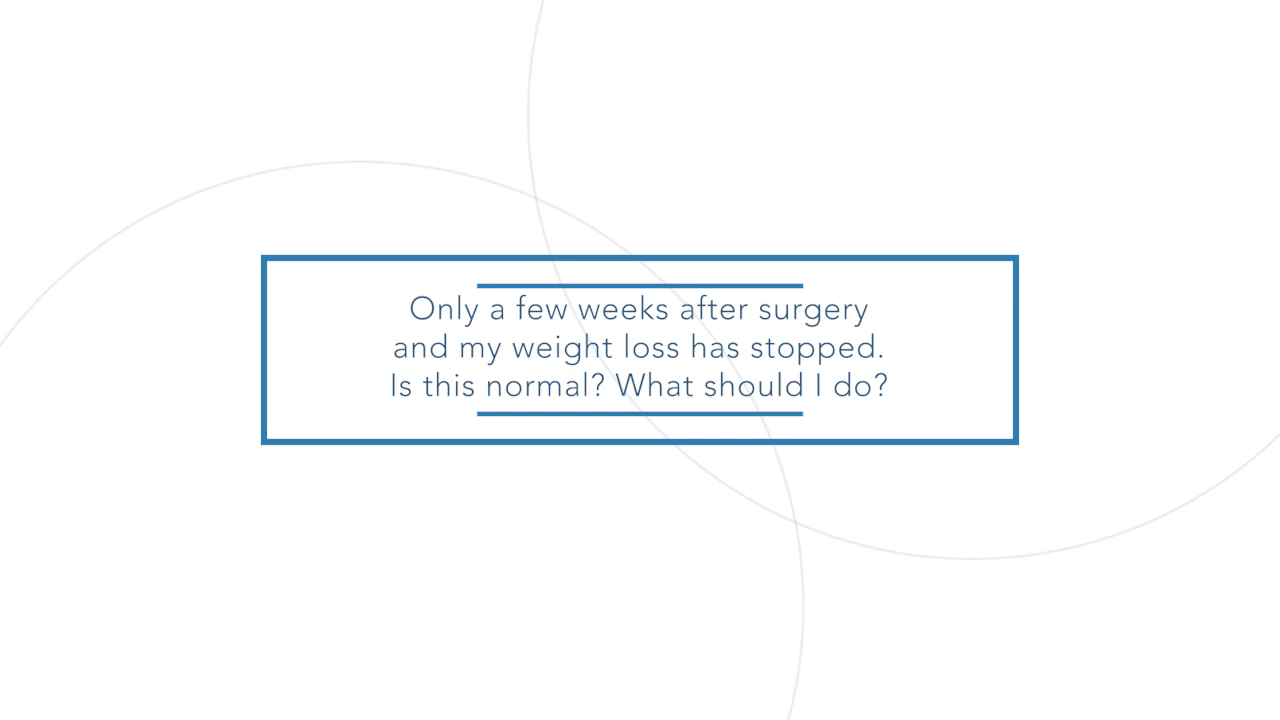 Only a few weeks after surgery
and my weight loss has stopped.
Is this normal? What should I do?